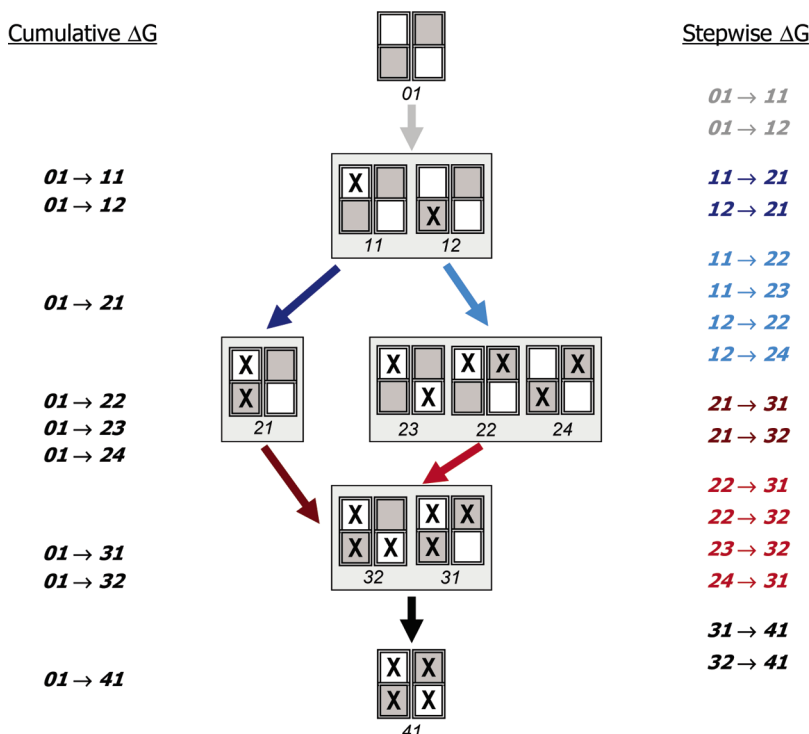 Cumulative ΔG
Stepwise ΔG
01
01 → 11
01 → 12
01 → 11
01 → 12
X
X
11
12
11 → 21
12 → 21
01 → 21
11 → 22
11 → 23
12 → 22
12 → 24
X
X
21
X
X
23
X X
22
X
X
24
01 → 22
01 → 23
01 → 24
21 → 31
21 → 32
X
X X
32
X X
X
31
22 → 31
22 → 32
23 → 32
24 → 31
01 → 31
01 → 32
X X
X X
41
01 → 41
31 → 41
32 → 41